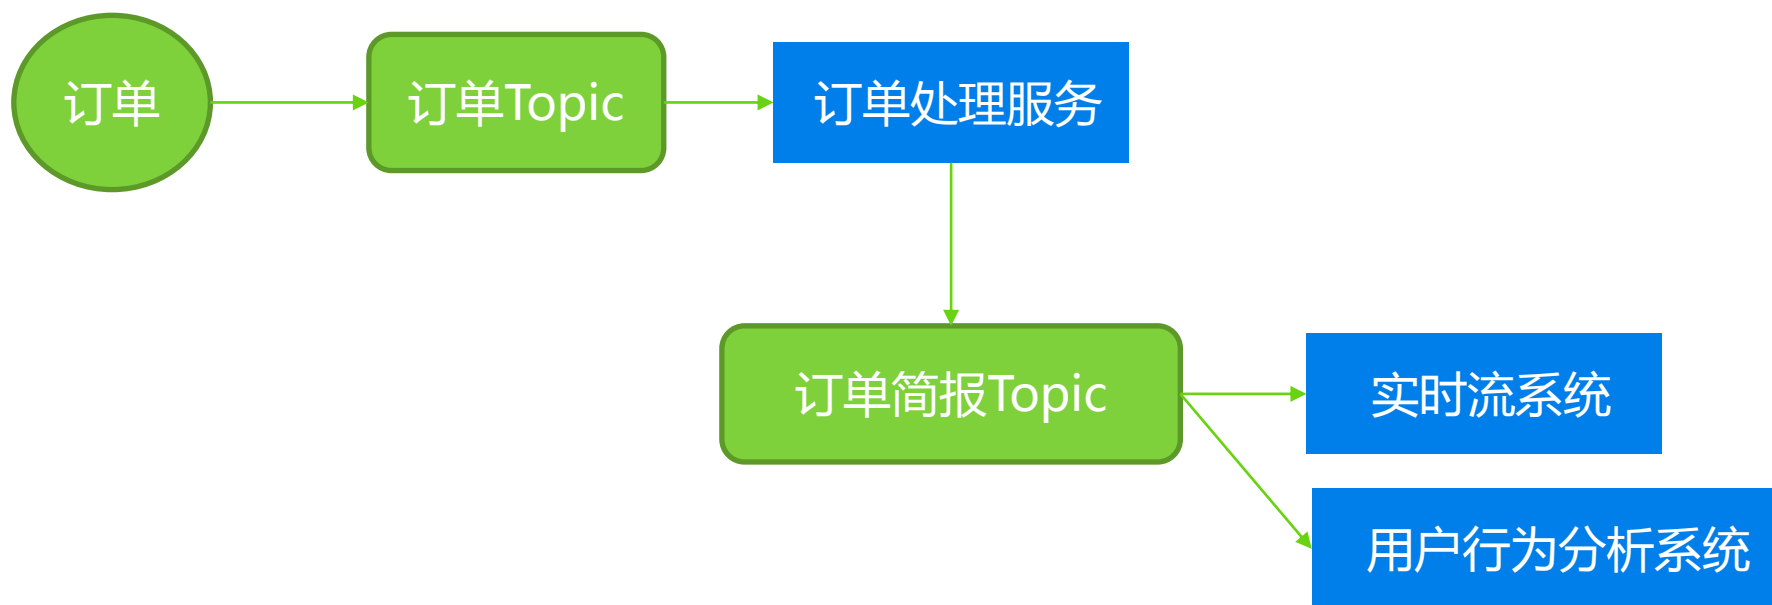 订单
订单Topic
订单处理服务
订单简报Topic
实时流系统
用户行为分析系统